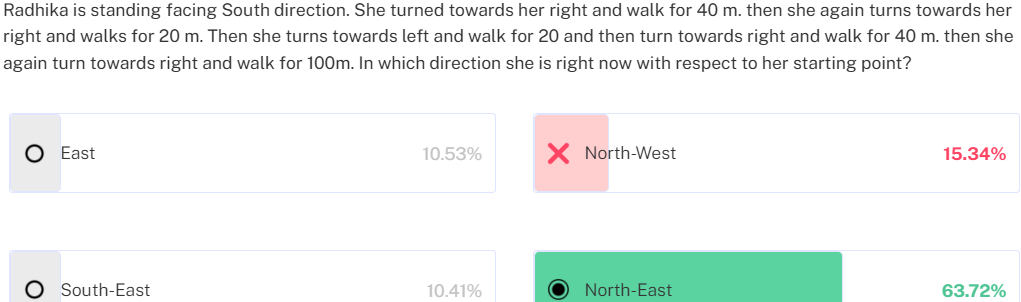 Radhika is standing facing South direction. She turned towards her right and walk for 40 m. then she again turns towards her
right and walks for 20 m. Then she turns towards left and walk for 20 and then turn towards right and walk for 40 m. then she
again turn towards right and walk for 100m. In which direction she is right now with respect to her starting point?
East 10.53%
North-West 15.34%
South-East 10.41%
North-East 63.72%